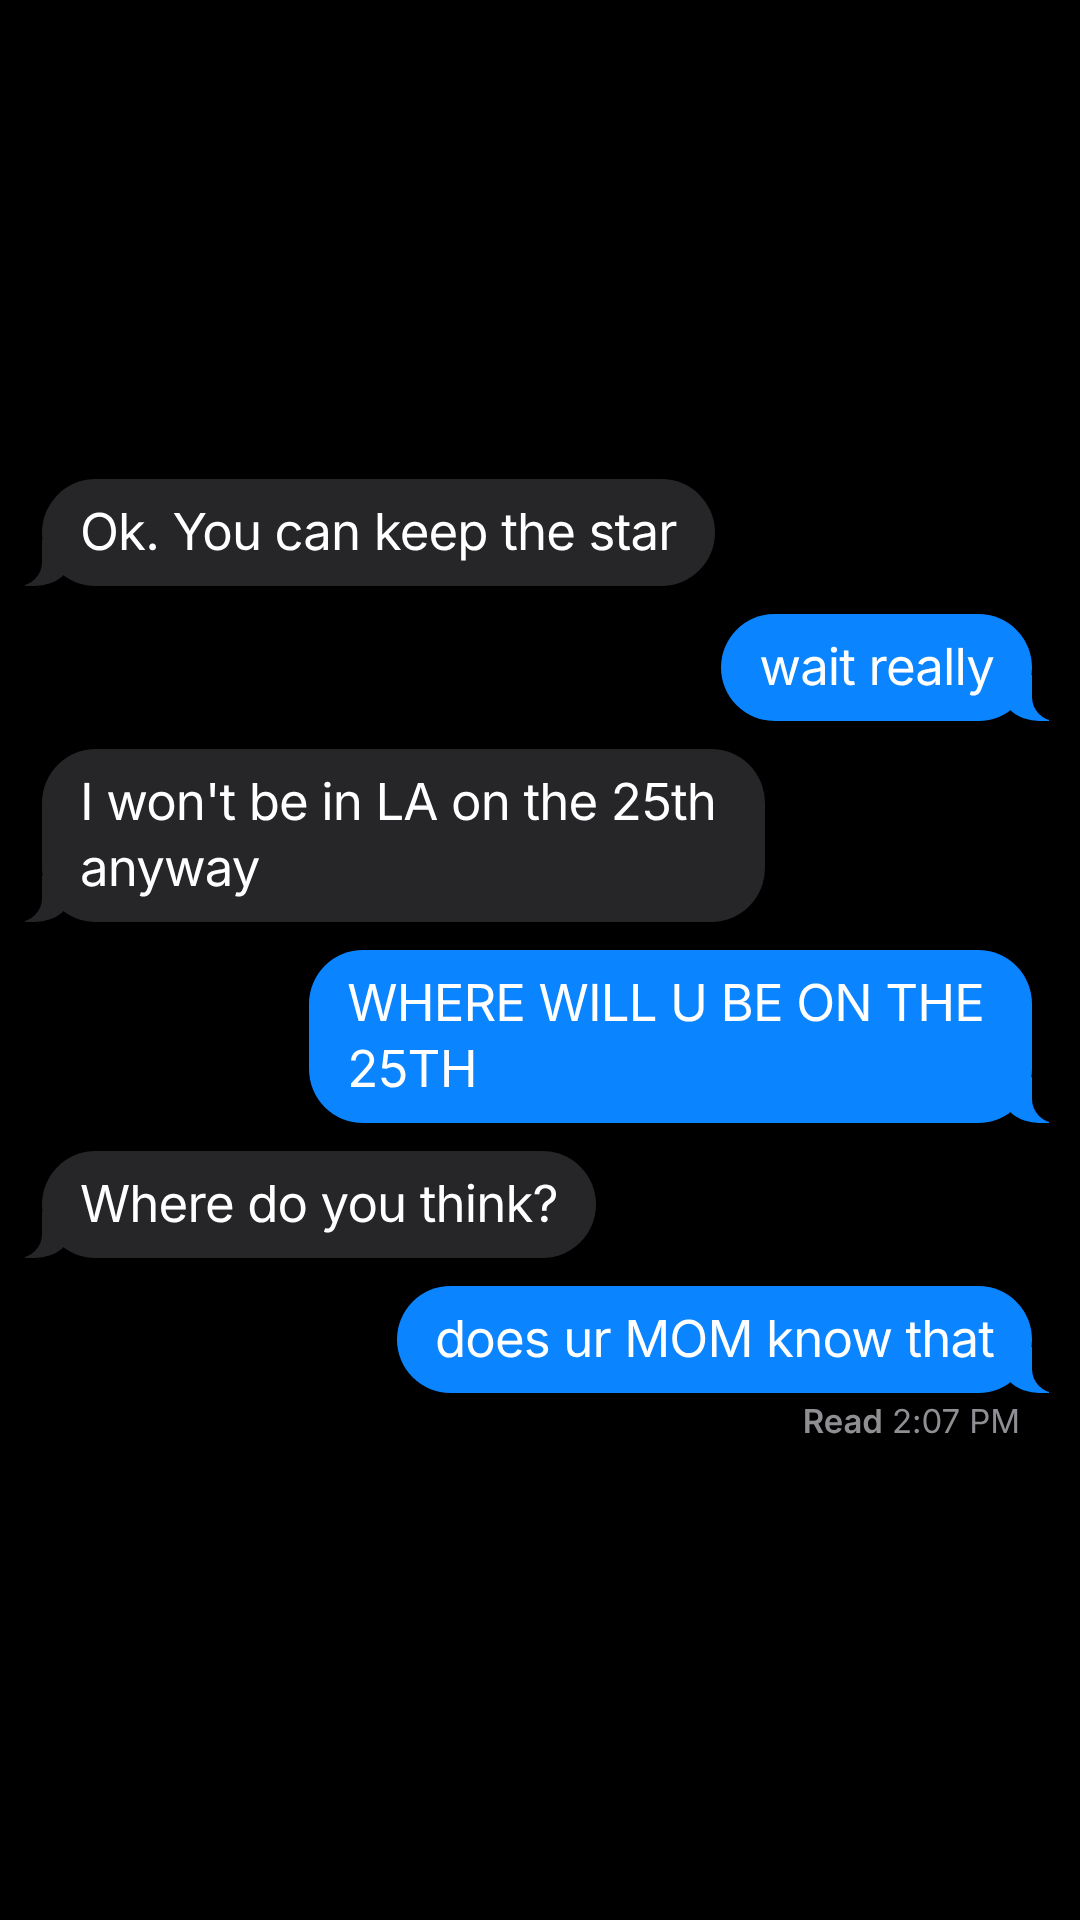 Ok. You can keep the star
wait really
I won't be in LA on the 25th
anyway
WHERE WILL U BE ON THE
25TH
Where do you think?
does ur MOM know that
Read 2:07 PM